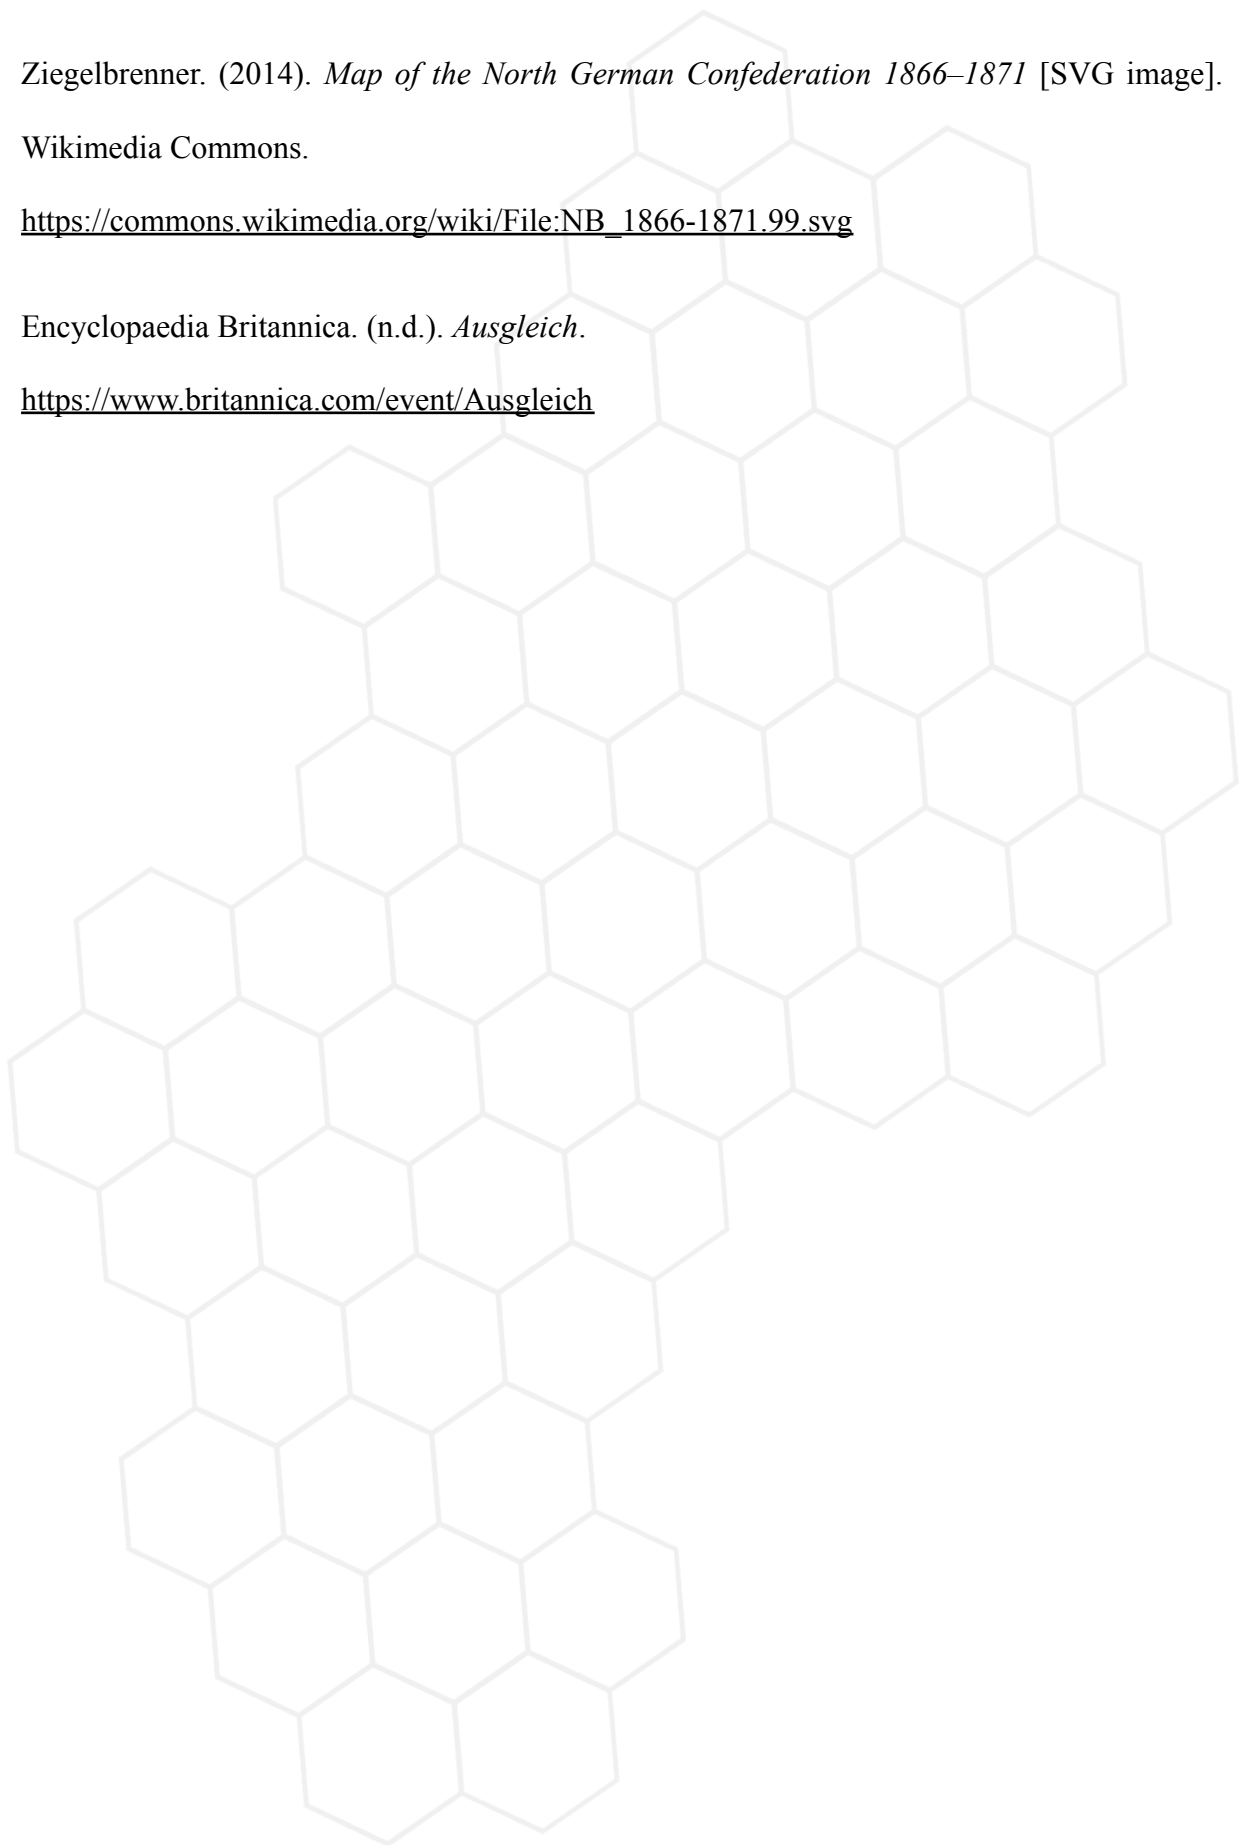 Ziegelbrenner. (2014). Map of the North German Confederation 1866–1871 [SVG image].
Wikimedia Commons.
https://commons.wikimedia.org/wiki/File:NB_1866-1871.99.svg
Encyclopaedia Britannica. (n.d.). Ausgleich.
https://www.britannica.com/event/Ausgleich